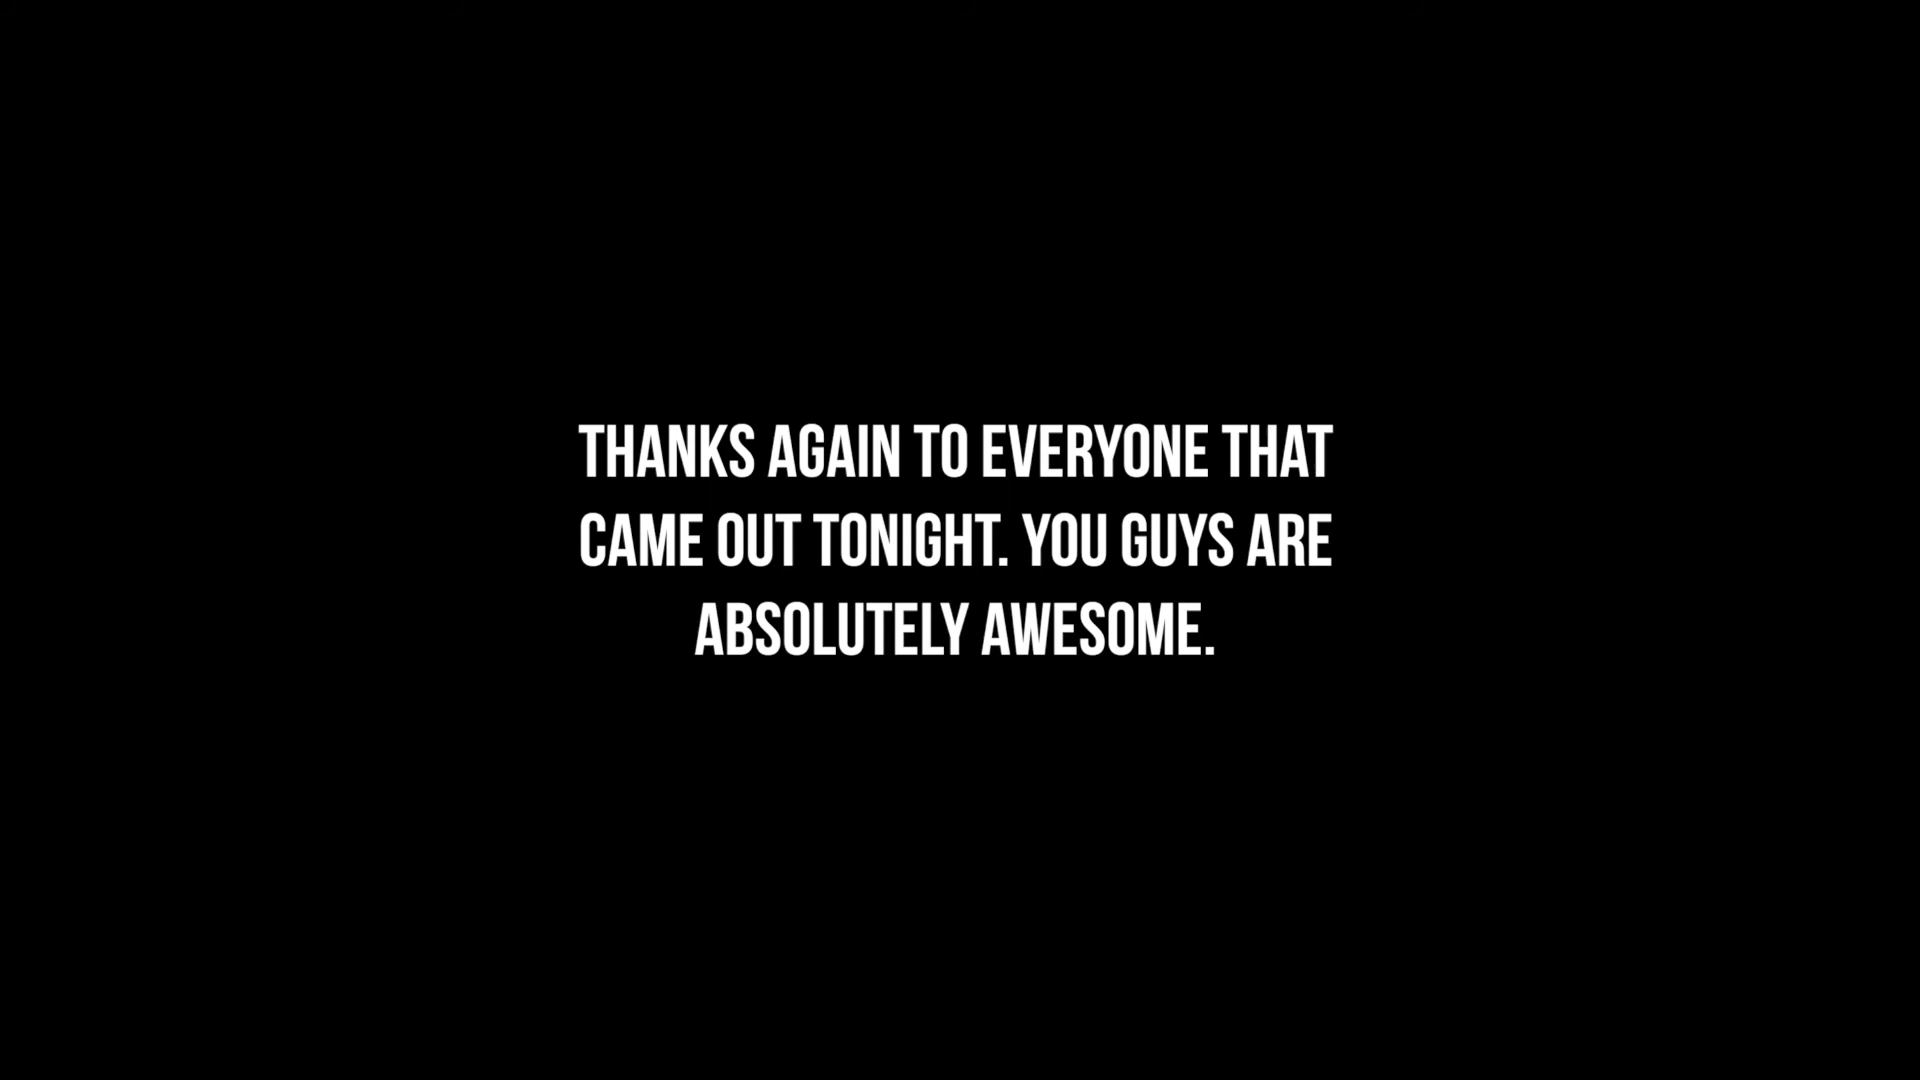 THANKS AGAIN TO EVERYONE THAT
CAME OUT TONIGHT. YOU GUYS ARE
ABSOLUTELY AWESOME.